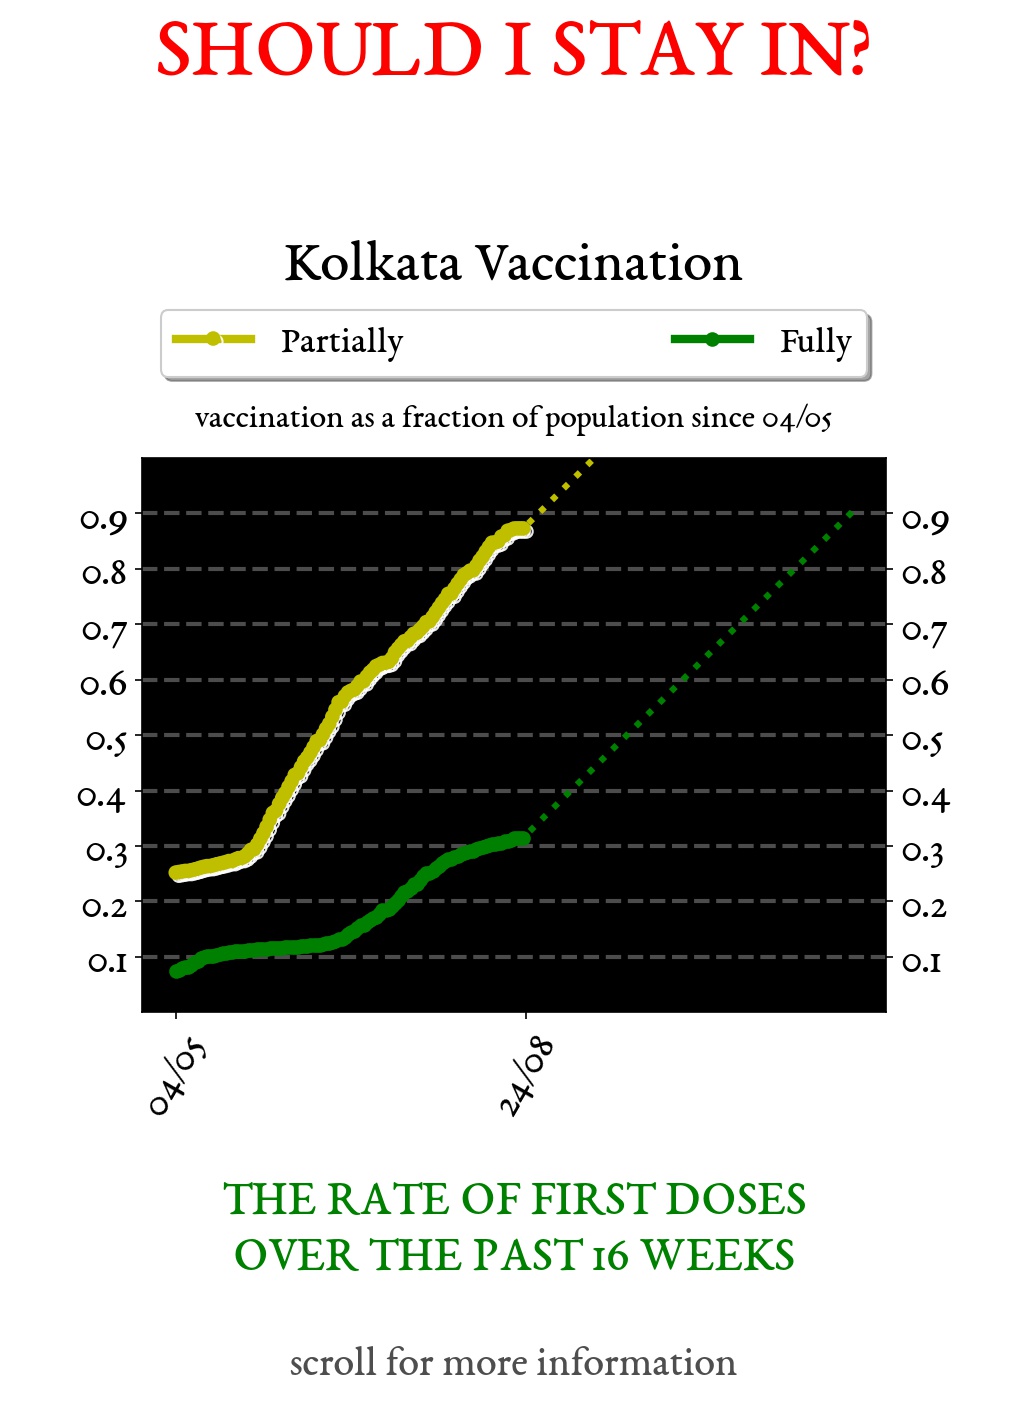 SHOULD I STAY IN?
Kolkata Vaccination
Partially Fully
vaccination as a fraction of population since 04/05
0.9 0.9
0.8 0.8
0.7 0.7
0.6 0.6
0.5 0.5
0.4 0.4
0.3 0.3
0.2 0.2
0.1 0.1
04/05 24/08
THE RATE OF FIRST DOSES
OVER THE PAST 16 WEEKS
scroll for more information